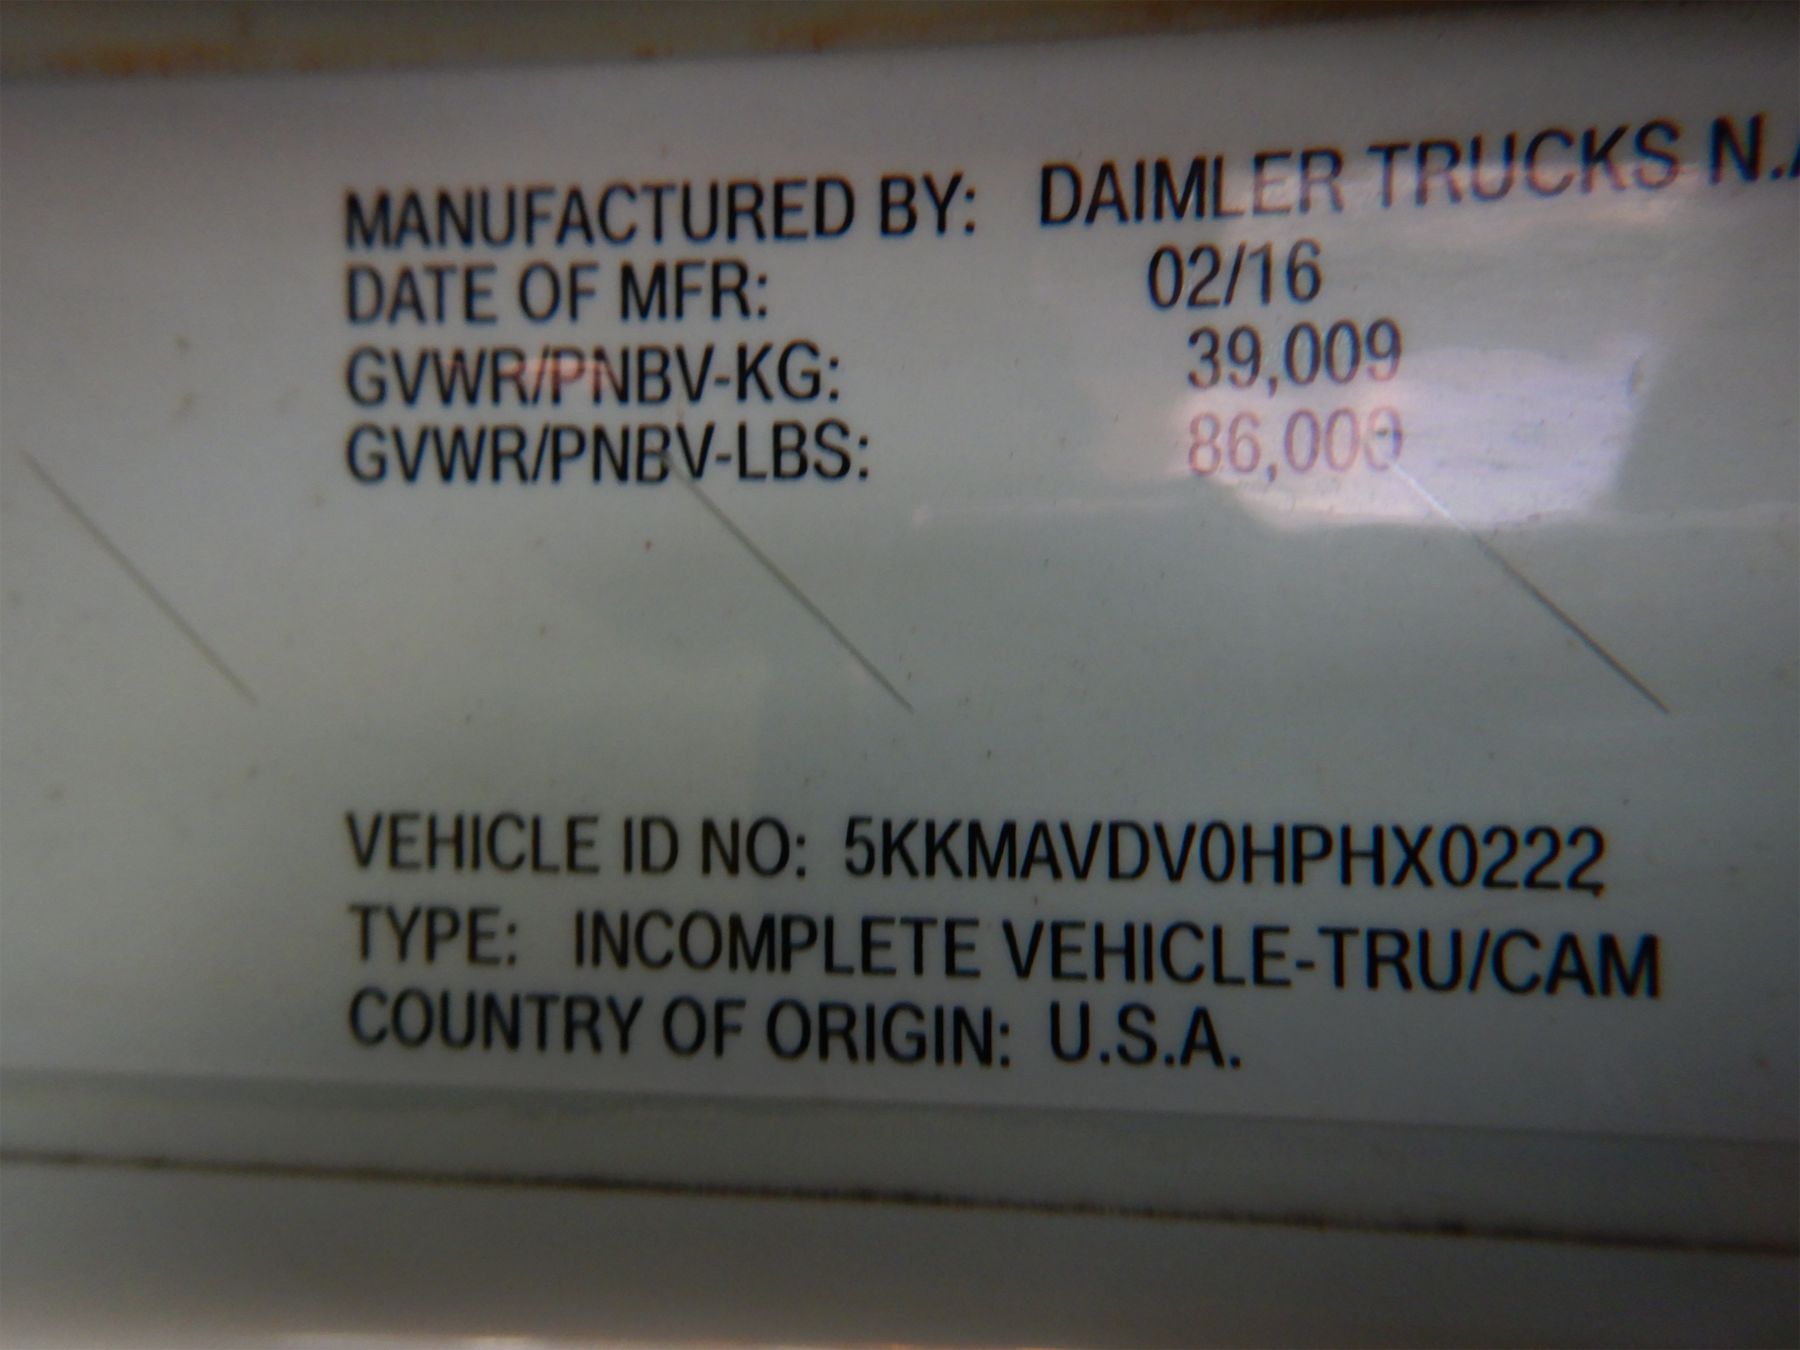 MANUFACTURED BY: DAIMLER TRUCKS N.A
DATE OF MFR: 02/16
GVWR/PNBV-KG: 39,009
GVWR/PNBV-LBS: 86,000
VEHICLE ID NO: 5KKMAVDV0HPHX0222
TYPE: INCOMPLETE VEHICLE-TRU/CAM
COUNTRY OF ORIGIN: U.S.A.